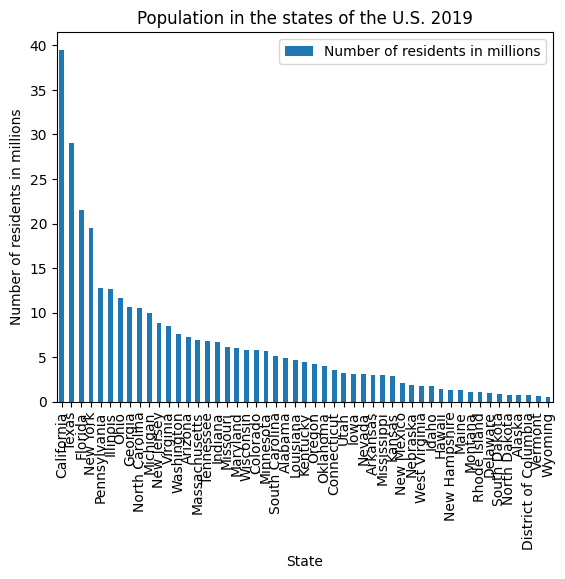 Population in the states of the U.S. 2019
Number of residents in millions
Number of residents in millions
40
35
30
25
20
15
10
5
0
California
Texas
Florida
New York
Pennsylvania
Illinois
Ohio
Georgia
North Carolina
Michigan
New Jersey
Virginia
Washington
Arizona
Massachusetts
Tennessee
Indiana
Missouri
Maryland
Wisconsin
Colorado
Minnesota
South Carolina
Alabama
Louisiana
Kentucky
Oregon
Oklahoma
Connecticut
Utah
Iowa
Nevada
Arkansas
Mississippi
Kansas
New Mexico
Nebraska
West Virginia
Idaho
Hawaii
New Hampshire
Maine
Montana
Rhode Island
Delaware
South Dakota
North Dakota
Alaska
District of Columbia
Vermont
Wyoming
State